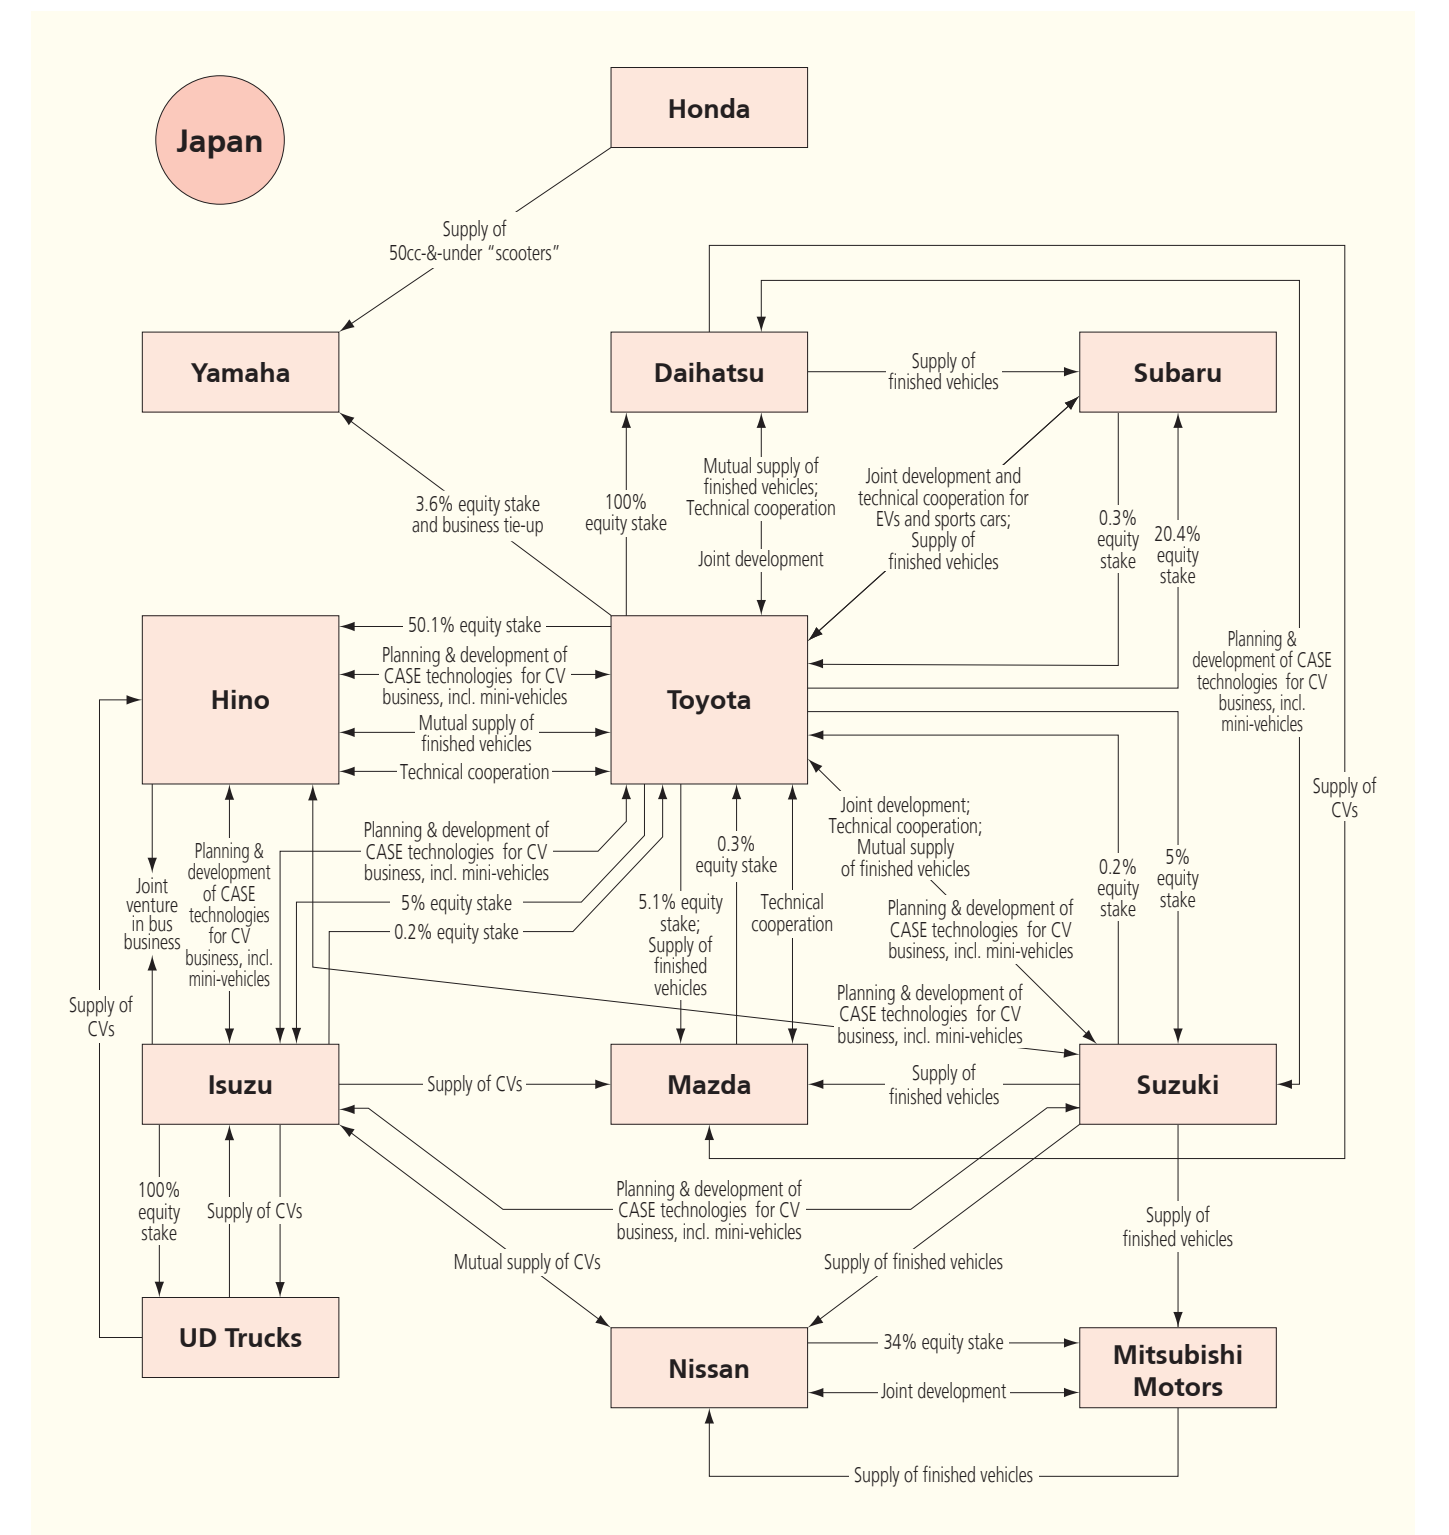 Japan
Honda
Supply of
50cc-&-under “scooters”
Yamaha
Daihatsu
Supply of
finished vehicles
Subaru
3.6% equity stake
and business tie-up
100%
equity stake
Mutual supply of
finished vehicles;
Technical cooperation
Joint development
Joint development and
technical cooperation for
EVs and sports cars;
Supply of
finished vehicles
0.3%
equity
stake
20.4%
equity
stake
Planning &
development of CASE
technologies for CV
business, incl.
mini-vehicles
Supply of
CVs
Hino
50.1% equity stake
Planning & development of
CASE technologies for CV
business, incl. mini-vehicles
Mutual supply of
finished vehicles
Technical cooperation
Toyota
Joint
venture
in bus
business
Planning &
development
of CASE
technologies
for CV
business, incl.
mini-vehicles
Planning & development of
CASE technologies for CV
business, incl. mini-vehicles
5% equity stake
0.2% equity stake
5.1% equity
stake;
Supply of
finished
vehicles
0.3%
equity stake
Technical
cooperation
Joint development;
Technical cooperation;
Mutual supply
of finished vehicles
Planning & development of
CASE technologies for CV
business, incl. mini-vehicles
0.2%
equity
stake
5%
equity
stake
Planning & development of
CASE technologies for CV
business, incl. mini-vehicles
Supply of
CVs
Isuzu
Supply of CVs
Mazda
Supply of
finished vehicles
Suzuki
100%
equity
stake
Supply of CVs
Planning & development of
CASE technologies for CV
business, incl. mini-vehicles
Mutual supply of CVs
Supply of finished vehicles
Supply of
finished vehicles
UD Trucks
Nissan
34% equity stake
Joint development
Mitsubishi
Motors
Supply of finished vehicles